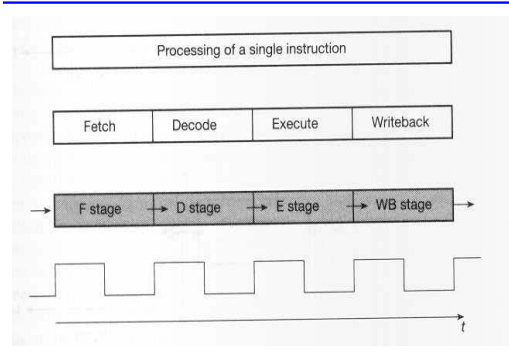 Processing of a single instruction
Fetch Decode Execute Writeback
F stage D stage E stage WB stage
t